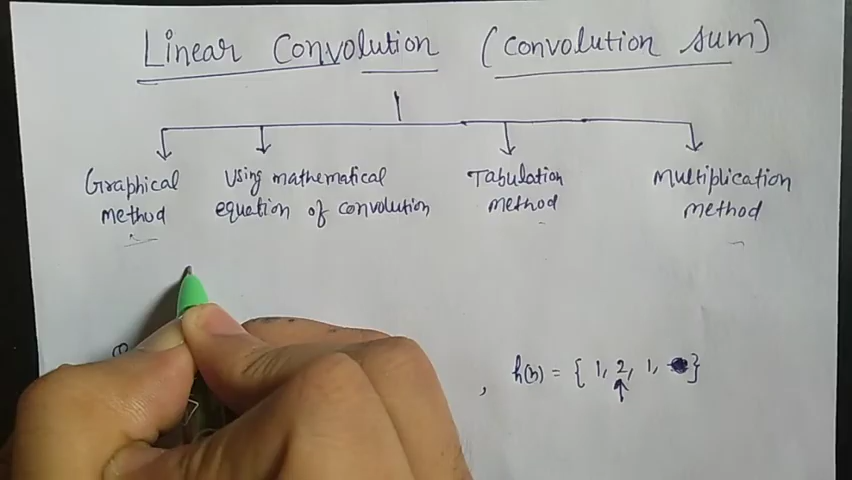 Linear Convolution (Convolution sum)
Graphical method
Using mathematical equation of convolution
Tabulation method
Multiplication method
, h(n) = { 1, 2, 1, }
↑